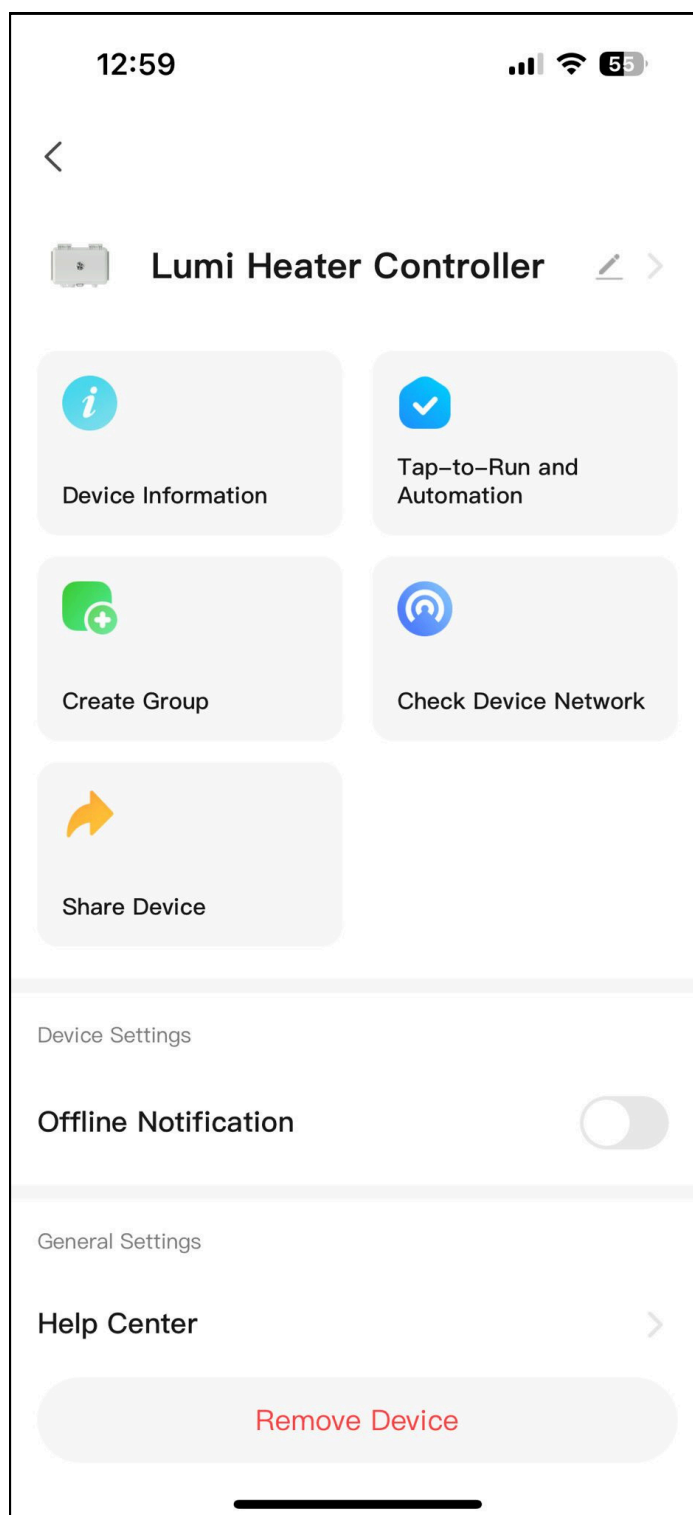 12:59
55
Lumi Heater Controller
Device Information
Tap-to-Run and
Automation
Create Group
Check Device Network
Share Device
Device Settings
Offline Notification
General Settings
Help Center
Remove Device